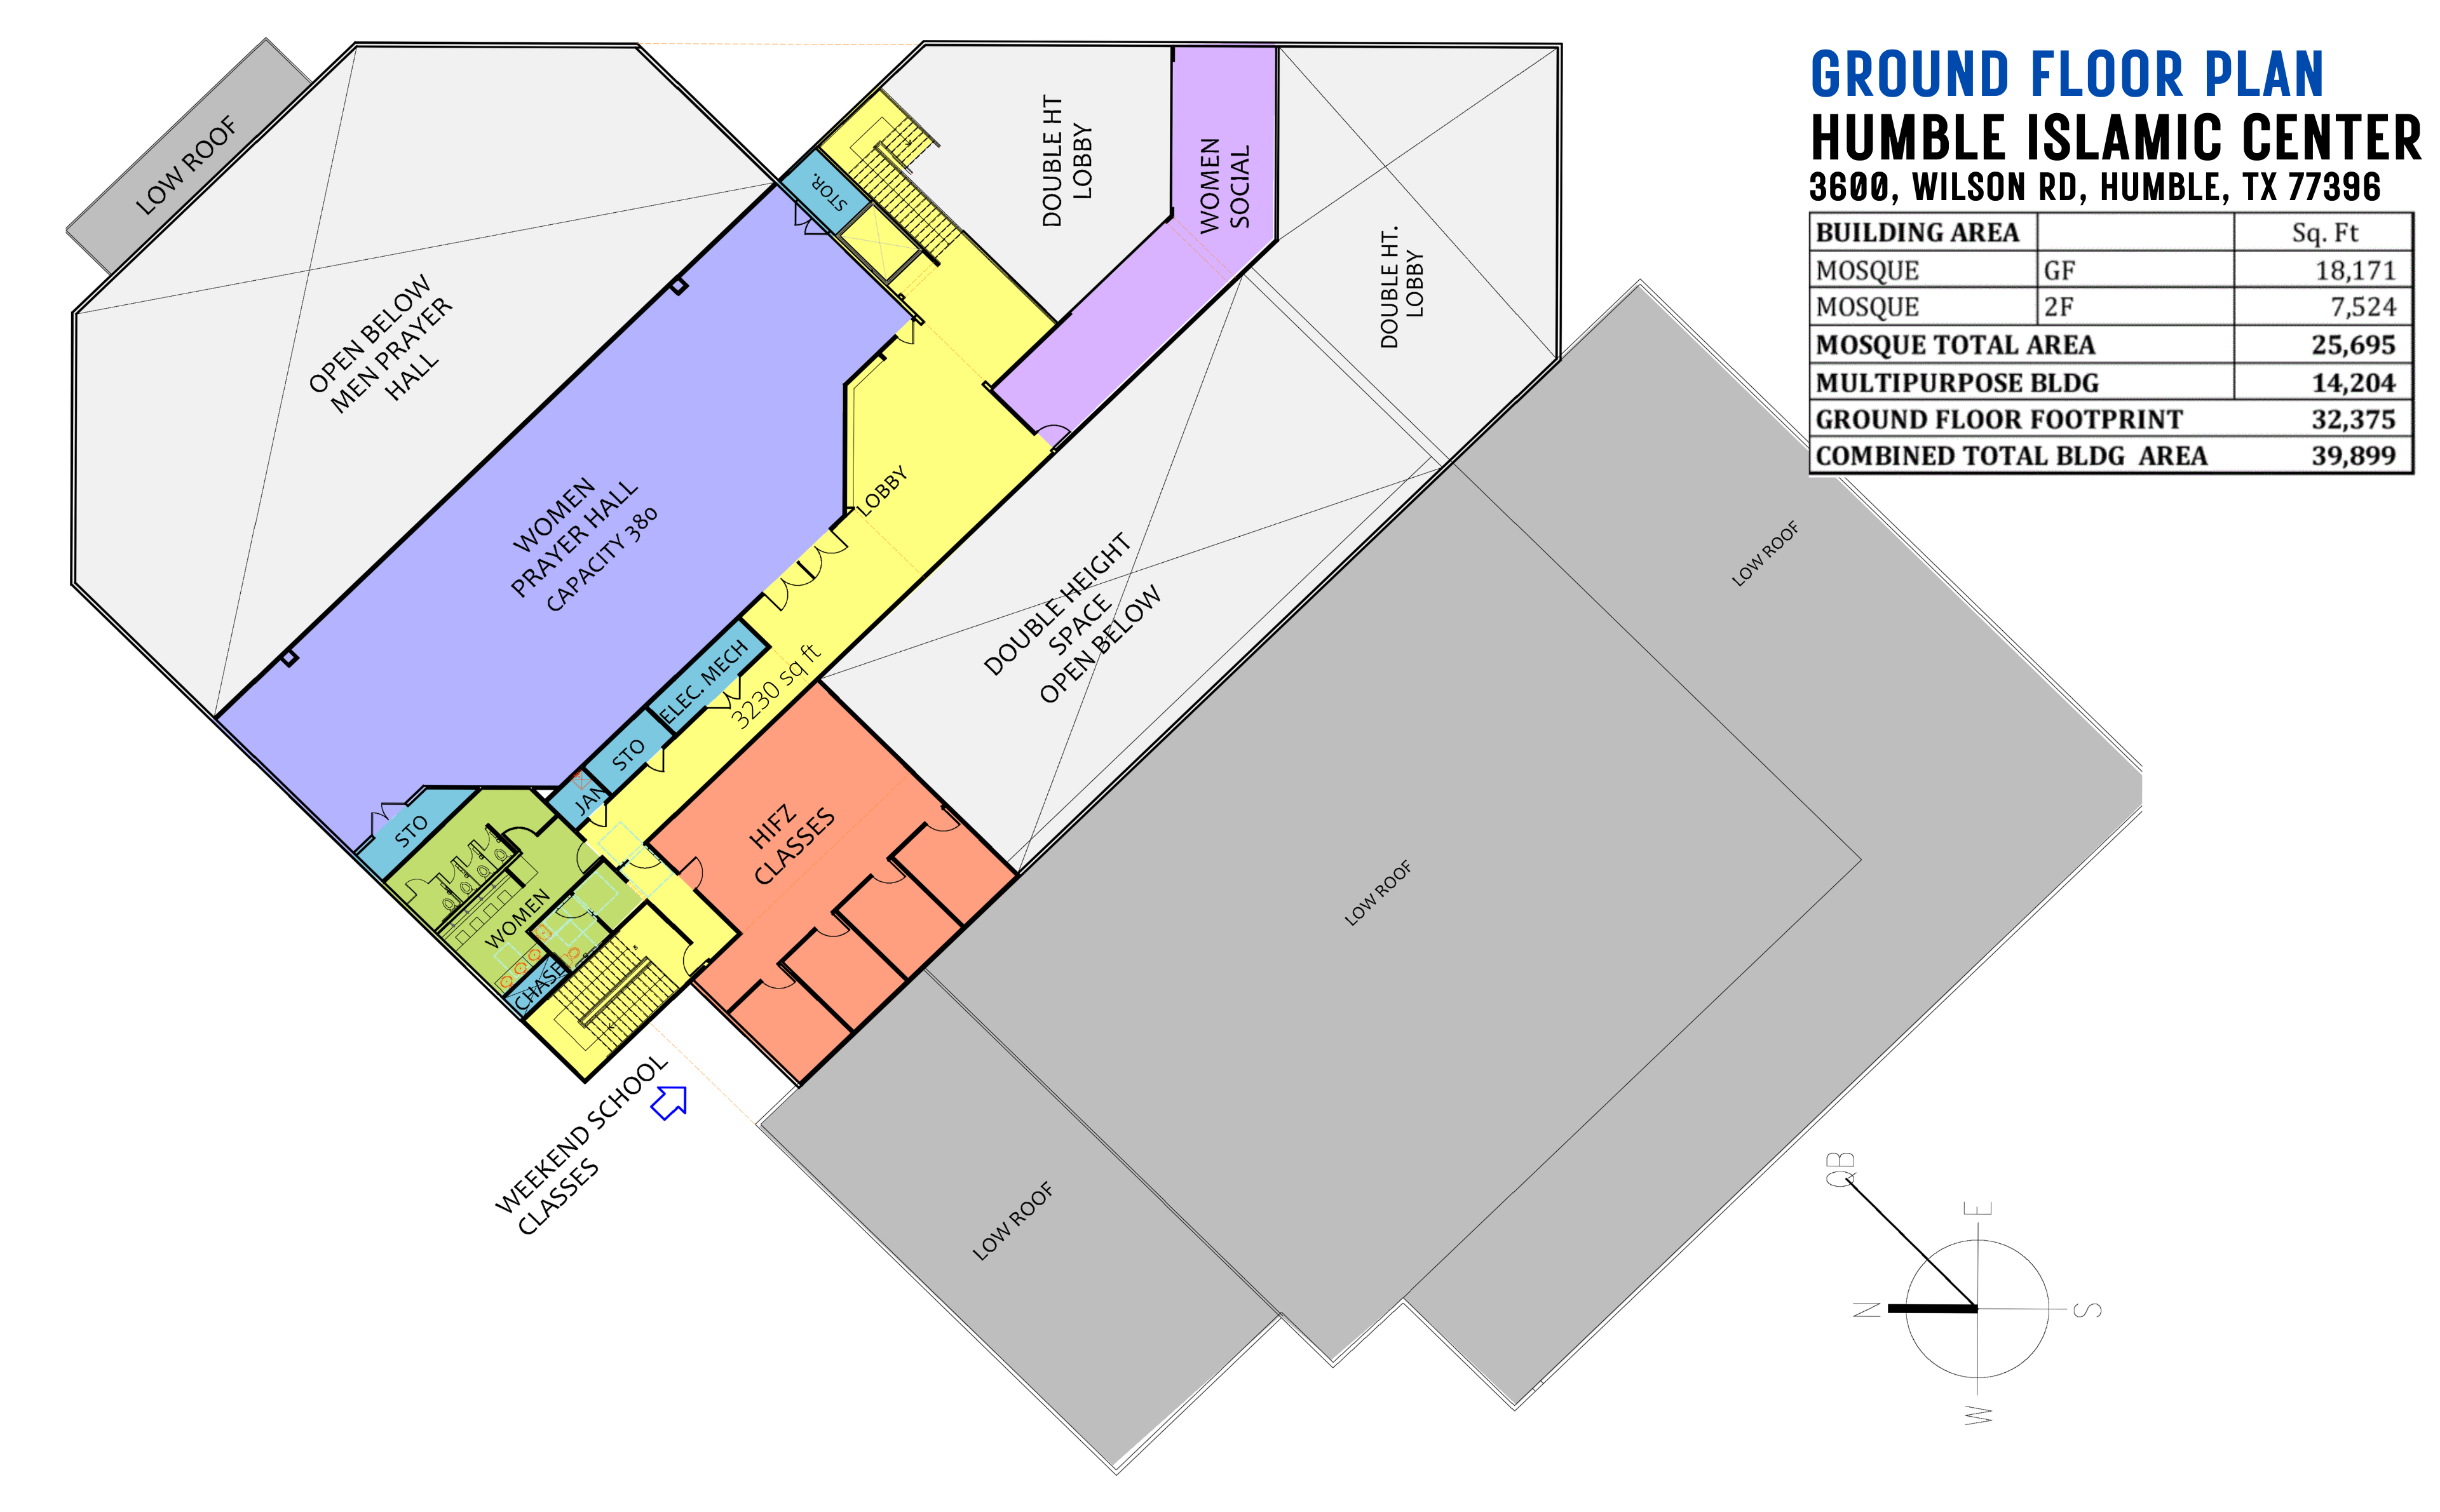 GROUND FLOOR PLAN
HUMBLE ISLAMIC CENTER
3600, WILSON RD, HUMBLE, TX 77396
BUILDING AREA Sq. Ft
MOSQUE GF 18,171
MOSQUE 2F 7,524
MOSQUE TOTAL AREA 25,695
MULTIPURPOSE BLDG 14,204
GROUND FLOOR FOOTPRINT 32,375
COMBINED TOTAL BLDG AREA 39,899
LOW ROOF
OPEN BELOW
MEN PRAYER
HALL
STOR.
DOUBLE HT
LOBBY
WOMEN
SOCIAL
DOUBLE HT.
LOBBY
WOMEN
PRAYER HALL
CAPACITY 380
LOBBY
DOUBLE HEIGHT
SPACE
OPEN BELOW
LOW ROOF
ELEC. MECH
3230 sq ft
STO
JAN
STO
HIFZ
CLASSES
WOMEN
CHASE
LOW ROOF
WEEKEND SCHOOL
CLASSES
LOW ROOF
QB
E
N
S
W